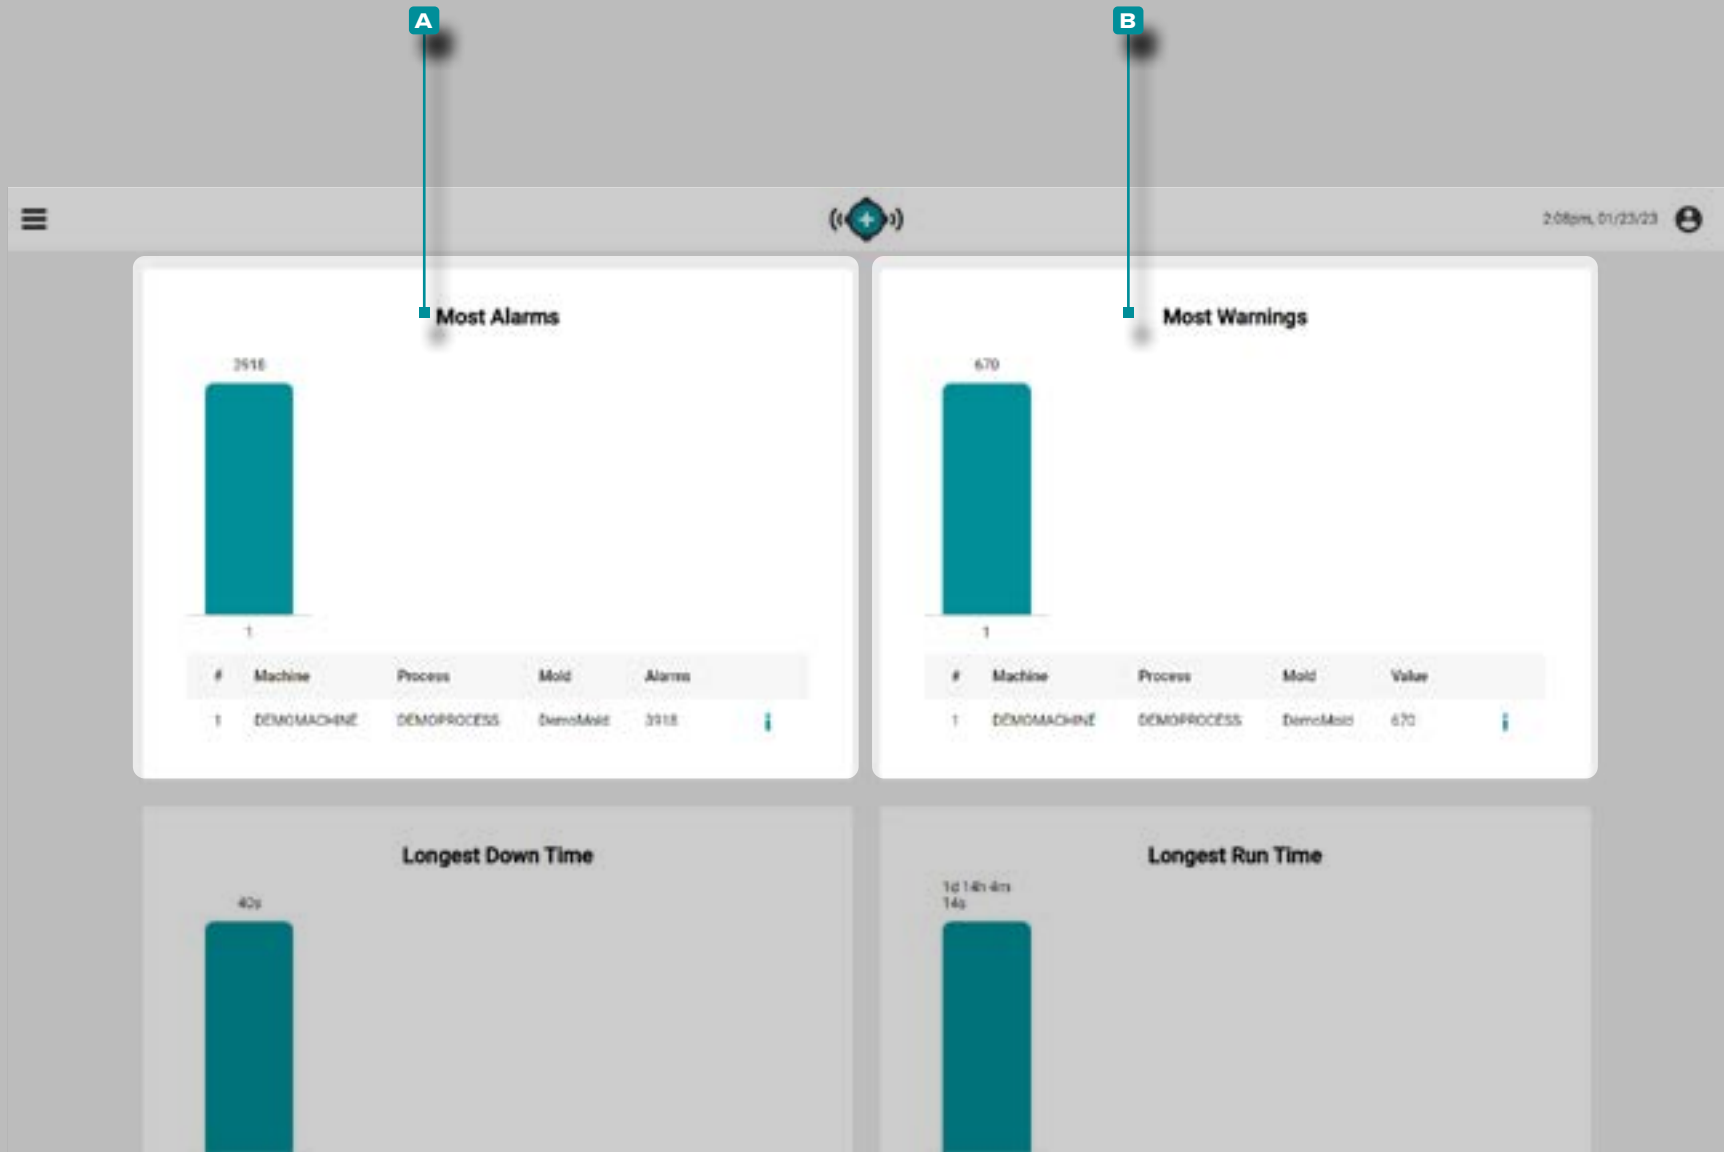 A
B
2:08pm, 01/23/23
Most Alarms
3918
1
# Machine Process Mold Alarms
1 DEMOMACHINE DEMOPROCESS DemoMold 3918
Most Warnings
670
1
# Machine Process Mold Value
1 DEMOMACHINE DEMOPROCESS DemoMold 670
Longest Down Time
40s
Longest Run Time
1d 14h 4m
14s